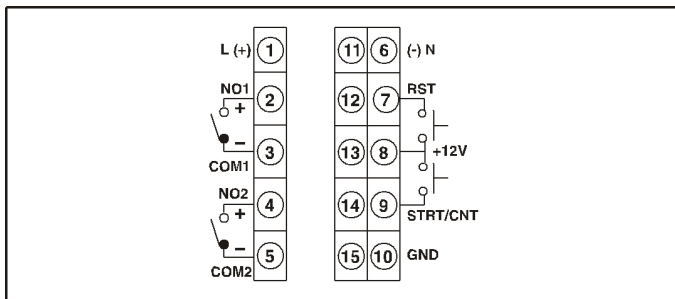 L (+) 1
NO1 2
+
−
COM1 3
NO2 4
+
−
COM2 5
11 6 (-) N
12 7 RST
13 8 +12V
14 9 STRT/CNT
15 10 GND